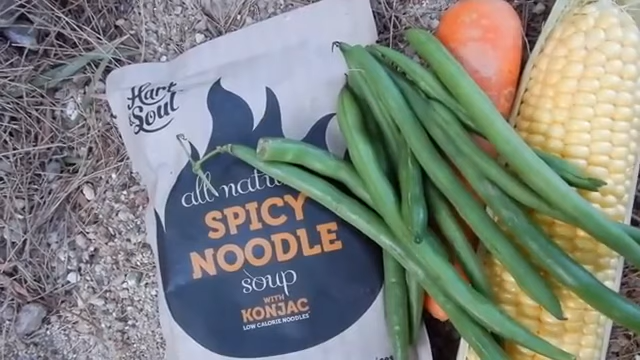 Hart
& Soul
all natural
SPICY
NOODLE
soup
WITH
KONJAC
LOW CALORIE NOODLES